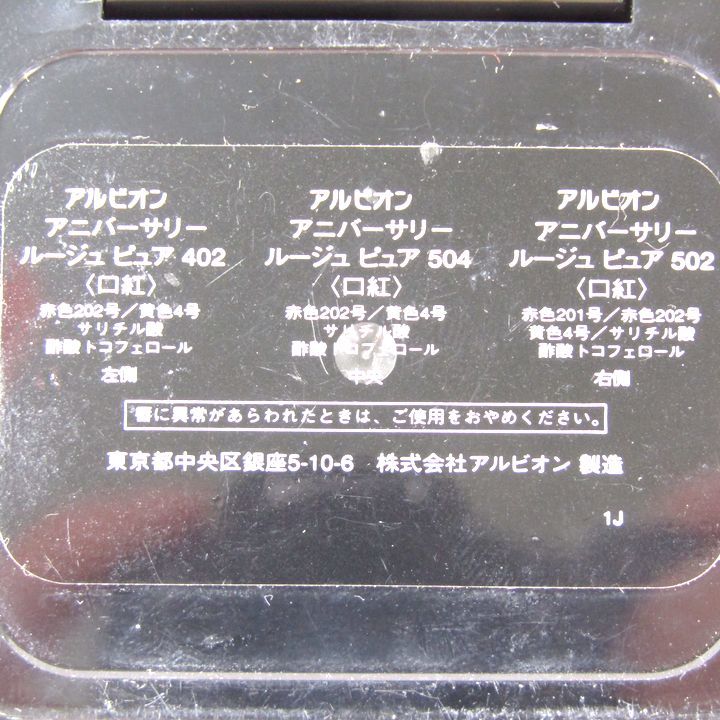 アルビオン
アニバーサリー
ルージュ ピュア 402
〈口紅〉
赤色202号/黄色4号
サリチル酸
酢酸トコフェロール
左側
アルビオン
アニバーサリー
ルージュ ピュア 504
〈口紅〉
赤色202号/黄色4号
サリチル酸
酢酸トコフェロール
中央
アルビオン
アニバーサリー
ルージュ ピュア 502
〈口紅〉
赤色201号/赤色202号
黄色4号/サリチル酸
酢酸トコフェロール
右側
唇に異常があらわれたときは、ご使用をおやめください。
東京都中央区銀座5-10-6 株式会社アルビオン 製造
1J